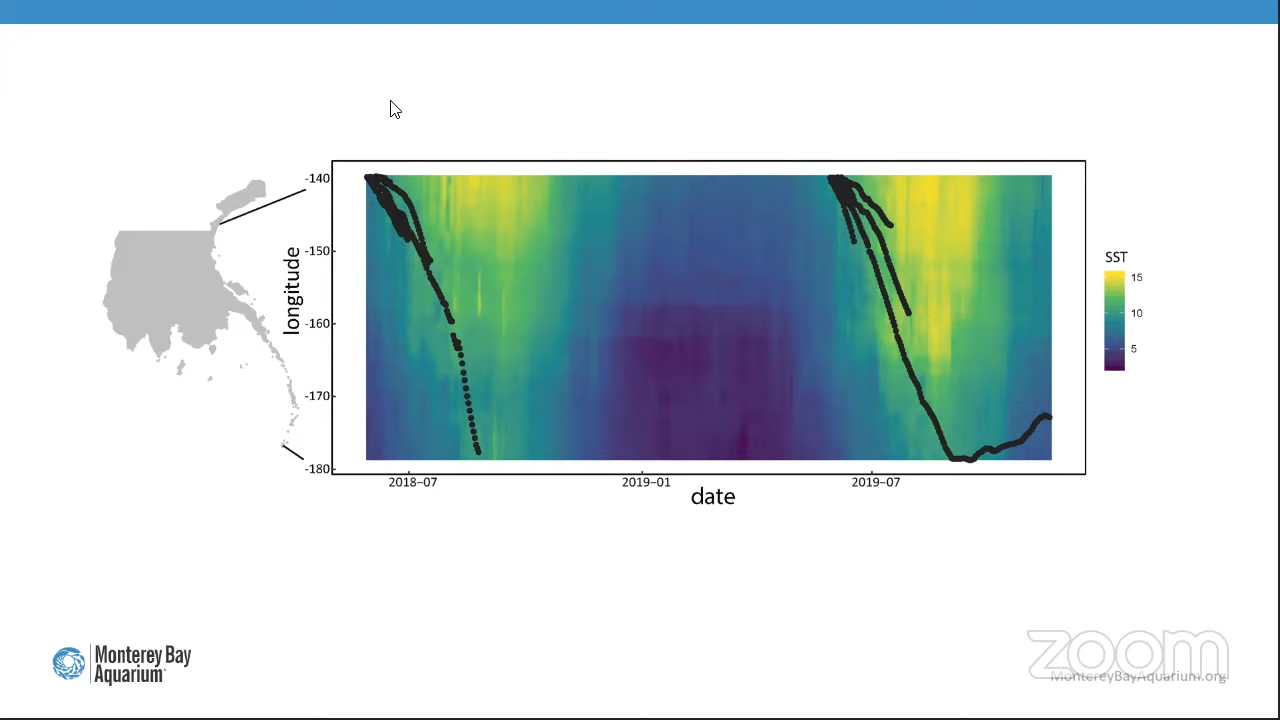 -140
-150
-160
-170
-180
longitude
2018-07
2019-01
2019-07
date
SST
15
10
5
Monterey Bay
Aquarium
zoom
MontereyBayAquarium.org